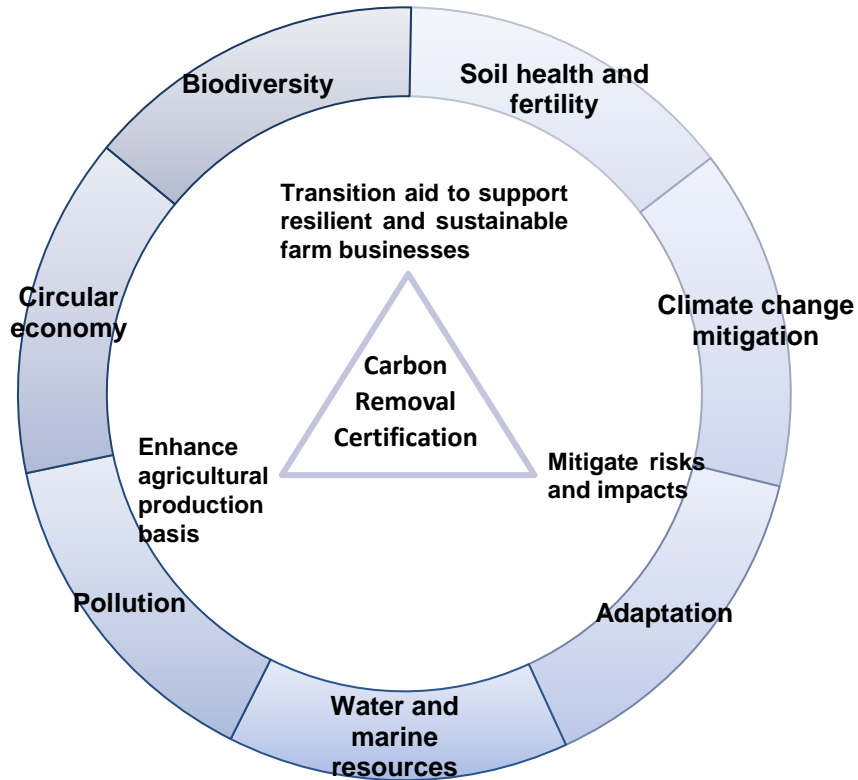 Biodiversity
Soil health and
fertility
Transition aid to support
resilient and sustainable
farm businesses
Circular
economy
Climate change
mitigation
Carbon
Removal
Certification
Enhance
agricultural
production
basis
Mitigate risks
and impacts
Pollution
Adaptation
Water and
marine
resources